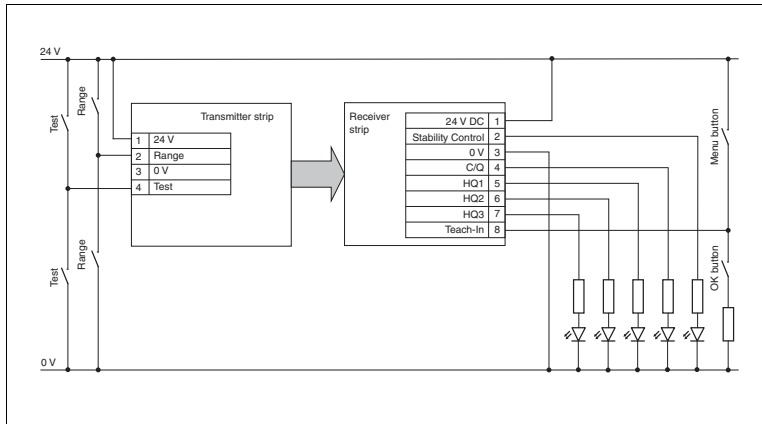 24 V
Test
Range
Transmitter strip
1 24 V
2 Range
3 0 V
4 Test
Test
Range
Receiver
strip
24 V DC 1
Stability Control 2
0 V 3
C/Q 4
HQ1 5
HQ2 6
HQ3 7
Teach-In 8
Menu button
OK button
0 V